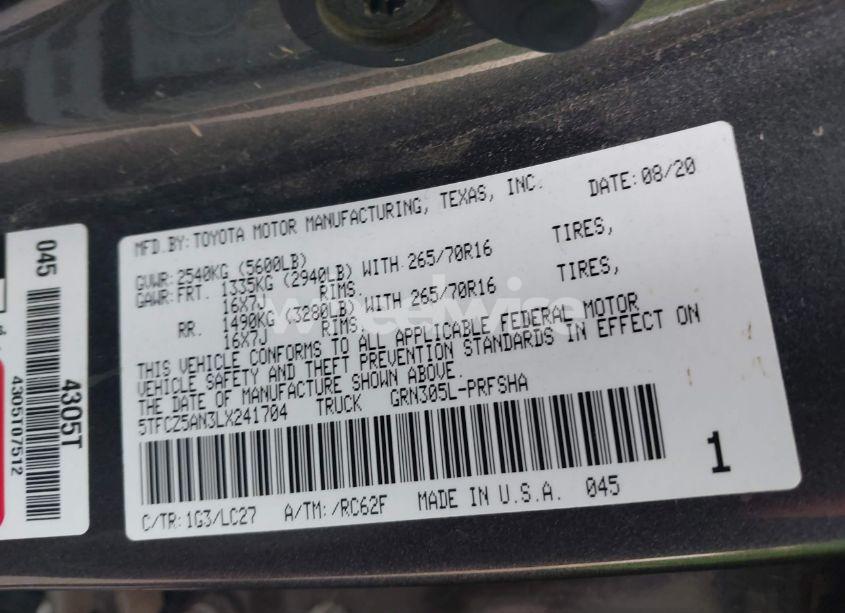 MFD.BY: TOYOTA MOTOR MANUFACTURING, TEXAS, INC. DATE: 08/20
GVWR: 2540KG (5600LB)
GAWR: FRT. 1335KG (2940LB) WITH 265/70R16 TIRES,
16X7J RIMS.
RR. 1490KG (3280LB) WITH 265/70R16 TIRES,
16X7J RIMS.
THIS VEHICLE CONFORMS TO ALL APPLICABLE FEDERAL MOTOR
VEHICLE SAFETY AND THEFT PREVENTION STANDARDS IN EFFECT ON
THE DATE OF MANUFACTURE SHOWN ABOVE.
5TFCZ5AN3LX241704 TRUCK GRN305L-PRFSHA
1
C/TR: 1G3/LC27 A/TM: /RC62F MADE IN U.S.A. 045
045
4305T
4305T07512
wheelwise